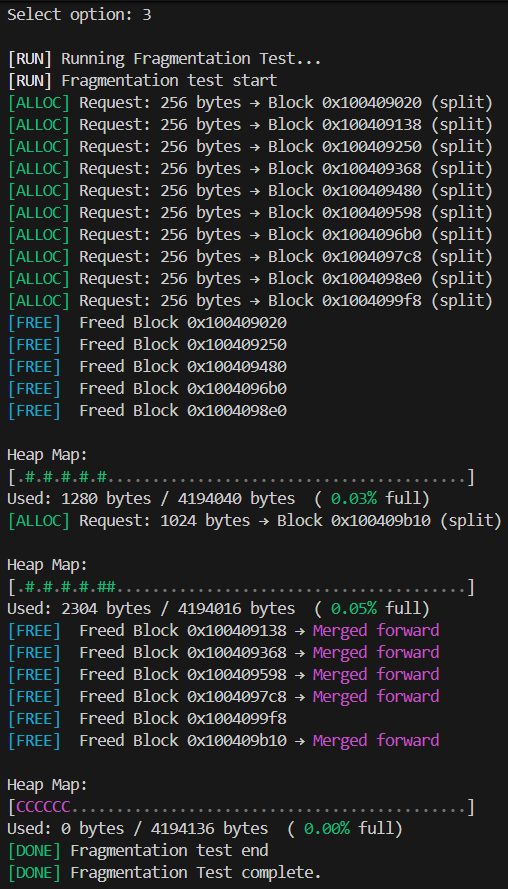 Select option: 3
[RUN] Running Fragmentation Test...
[RUN] Fragmentation test start
[ALLOC] Request: 256 bytes → Block 0x100409020 (split)
[ALLOC] Request: 256 bytes → Block 0x100409138 (split)
[ALLOC] Request: 256 bytes → Block 0x100409250 (split)
[ALLOC] Request: 256 bytes → Block 0x100409368 (split)
[ALLOC] Request: 256 bytes → Block 0x100409480 (split)
[ALLOC] Request: 256 bytes → Block 0x100409598 (split)
[ALLOC] Request: 256 bytes → Block 0x1004096b0 (split)
[ALLOC] Request: 256 bytes → Block 0x1004097c8 (split)
[ALLOC] Request: 256 bytes → Block 0x1004098e0 (split)
[ALLOC] Request: 256 bytes → Block 0x1004099f8 (split)
[FREE]  Freed Block 0x100409020
[FREE]  Freed Block 0x100409250
[FREE]  Freed Block 0x100409480
[FREE]  Freed Block 0x1004096b0
[FREE]  Freed Block 0x1004098e0
Heap Map:
[.#.#.#.#.#........................................]
Used: 1280 bytes / 4194040 bytes  ( 0.03% full)
[ALLOC] Request: 1024 bytes → Block 0x100409b10 (split)
Heap Map:
[.#.#.#.#.##.......................................]
Used: 2304 bytes / 4194016 bytes  ( 0.05% full)
[FREE]  Freed Block 0x100409138 → Merged forward
[FREE]  Freed Block 0x100409368 → Merged forward
[FREE]  Freed Block 0x100409598 → Merged forward
[FREE]  Freed Block 0x1004097c8 → Merged forward
[FREE]  Freed Block 0x1004099f8
[FREE]  Freed Block 0x100409b10 → Merged forward
Heap Map:
[CCCCCC............................................]
Used: 0 bytes / 4194136 bytes  ( 0.00% full)
[DONE] Fragmentation test end
[DONE] Fragmentation Test complete.